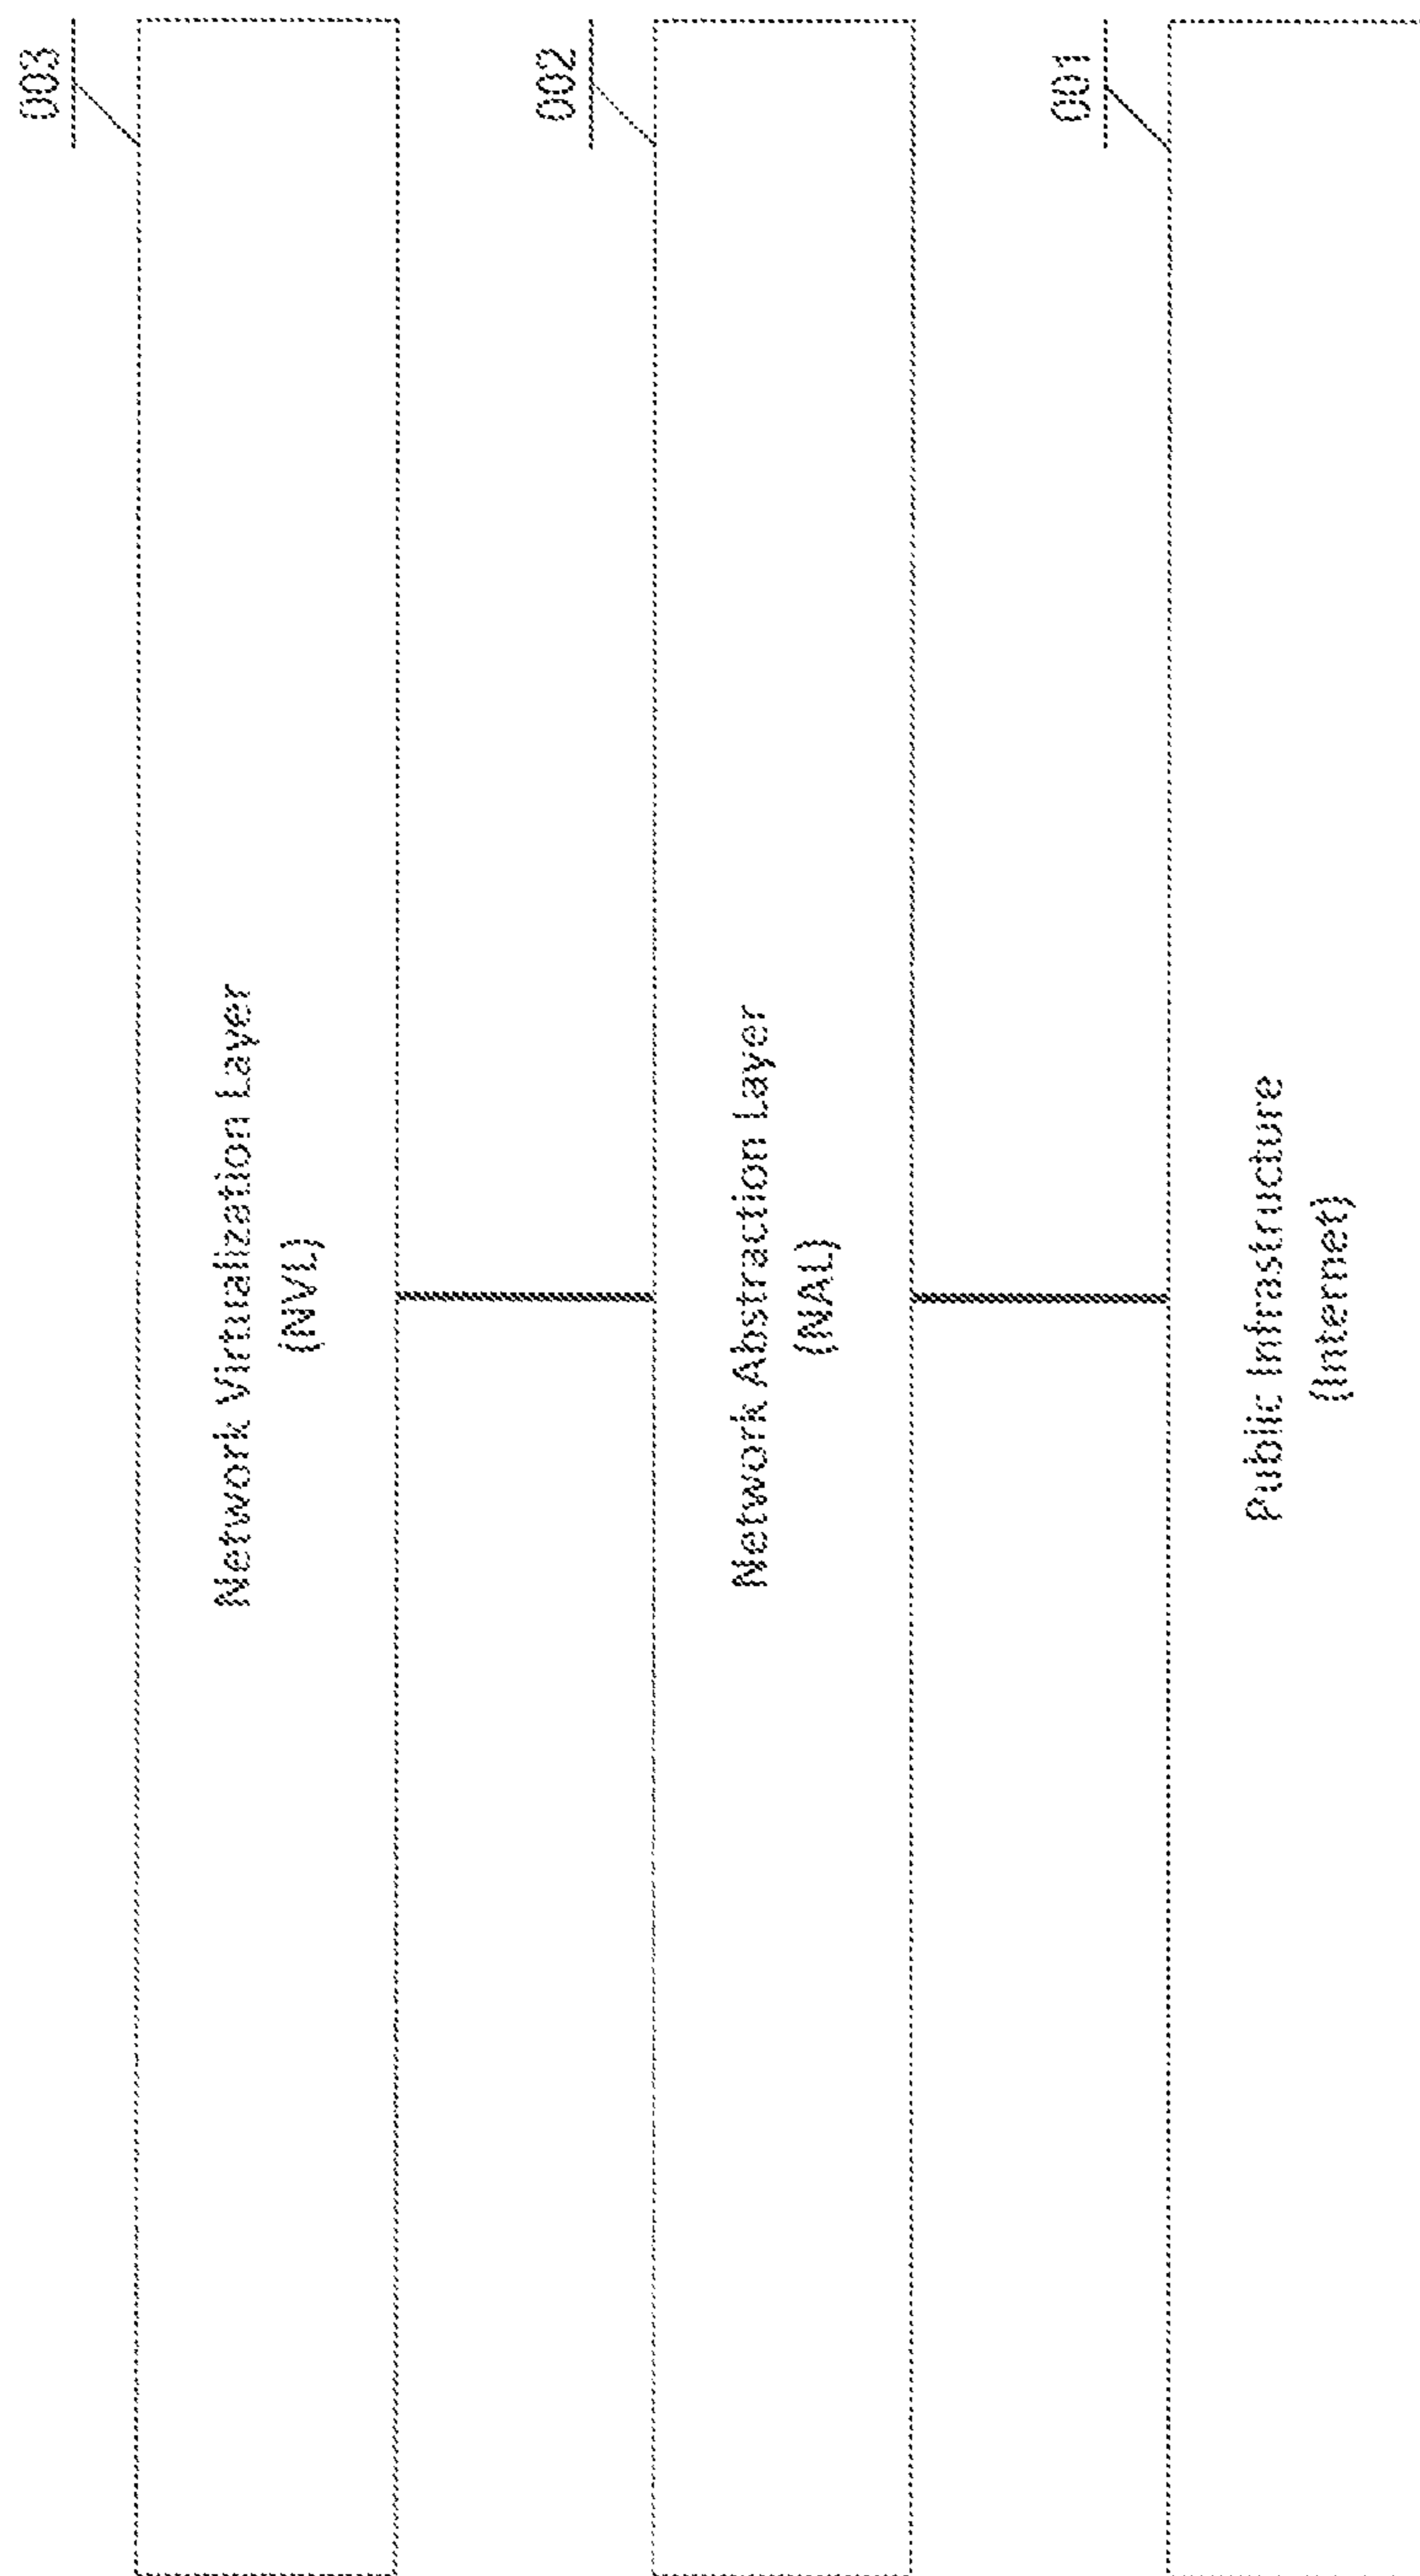 003
Network Virtualization Layer
(NVL)
002
Network Abstraction Layer
(NAL)
001
Public Infrastructure
(Internet)